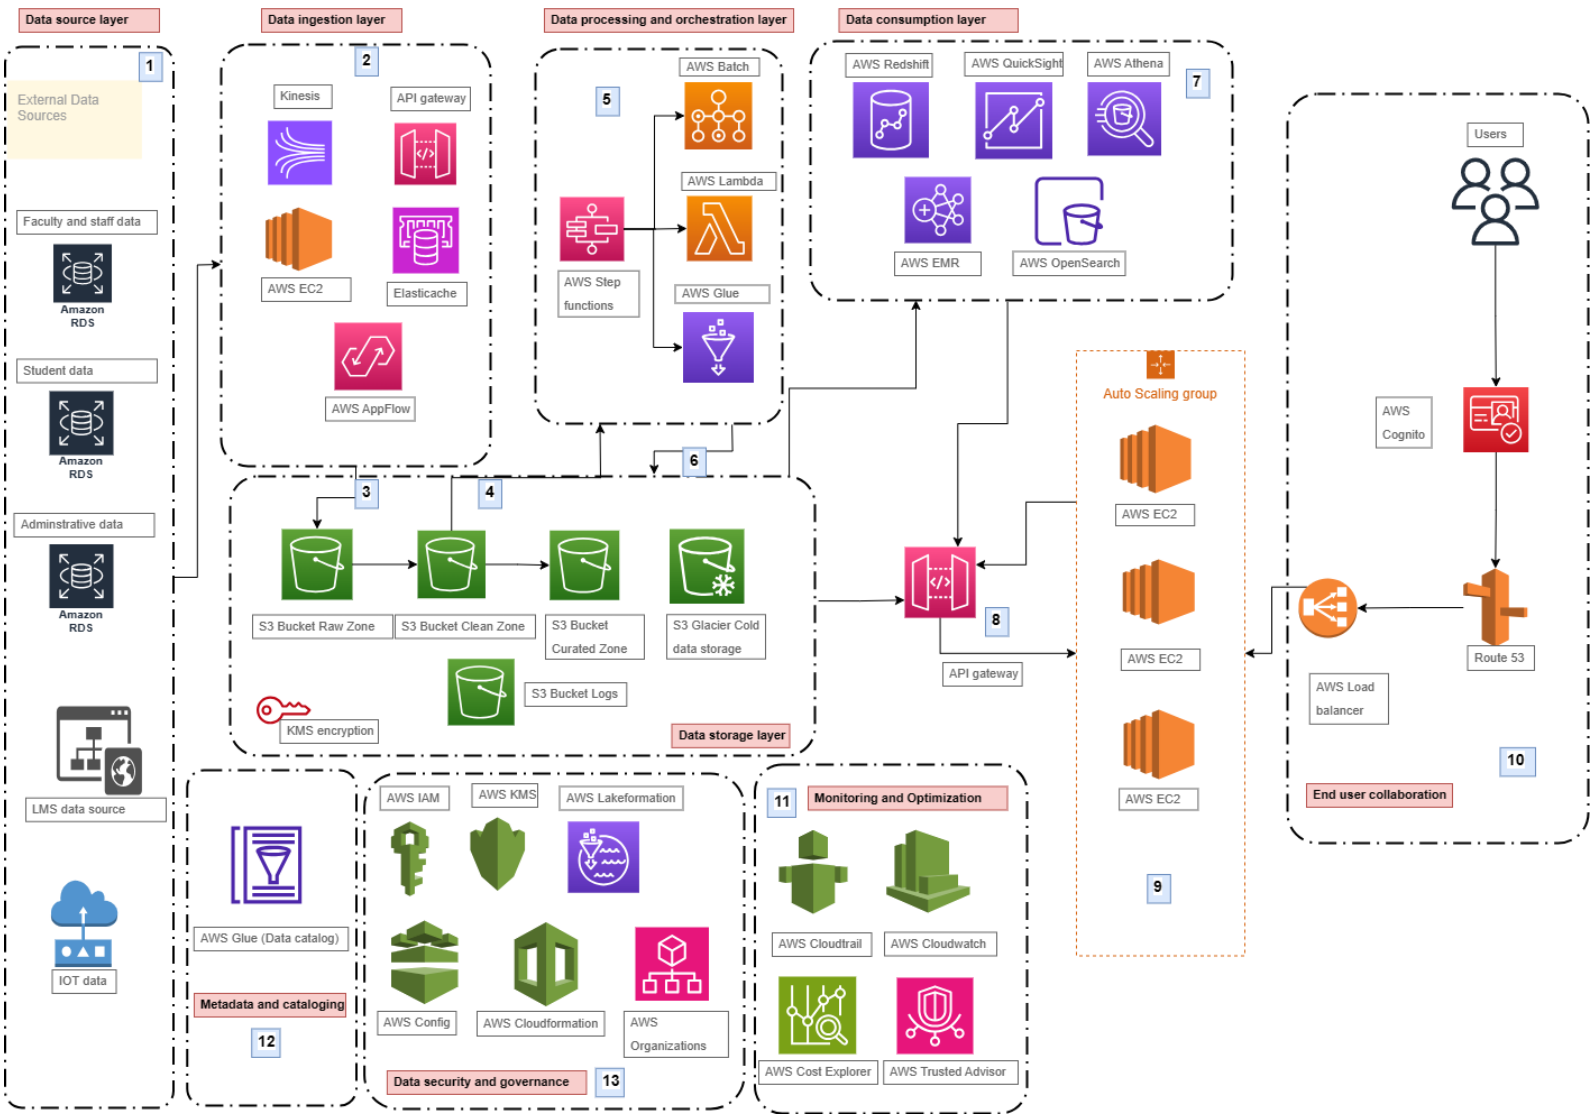 Data source layer
1
External Data
Sources
Faculty and staff data
Amazon
RDS
Student data
Amazon
RDS
Adminstrative data
Amazon
RDS
LMS data source
IOT data
Data ingestion layer
2
Kinesis
API gateway
AWS EC2
Elasticache
AWS AppFlow
Data processing and orchestration layer
5
AWS Batch
AWS Lambda
AWS Step
functions
AWS Glue
Data consumption layer
7
AWS Redshift
AWS QuickSight
AWS Athena
AWS EMR
AWS OpenSearch
3
4
6
S3 Bucket Raw Zone
S3 Bucket Clean Zone
S3 Bucket
Curated Zone
S3 Glacier Cold
data storage
S3 Bucket Logs
KMS encryption
Data storage layer
8
API gateway
Auto Scaling group
AWS EC2
AWS EC2
AWS EC2
9
Users
AWS
Cognito
Route 53
AWS Load
balancer
10
End user collaboration
AWS Glue (Data catalog)
Metadata and cataloging
12
AWS IAM
AWS KMS
AWS Lakeformation
AWS Config
AWS Cloudformation
AWS
Organizations
Data security and governance
13
11
Monitoring and Optimization
AWS Cloudtrail
AWS Cloudwatch
AWS Cost Explorer
AWS Trusted Advisor